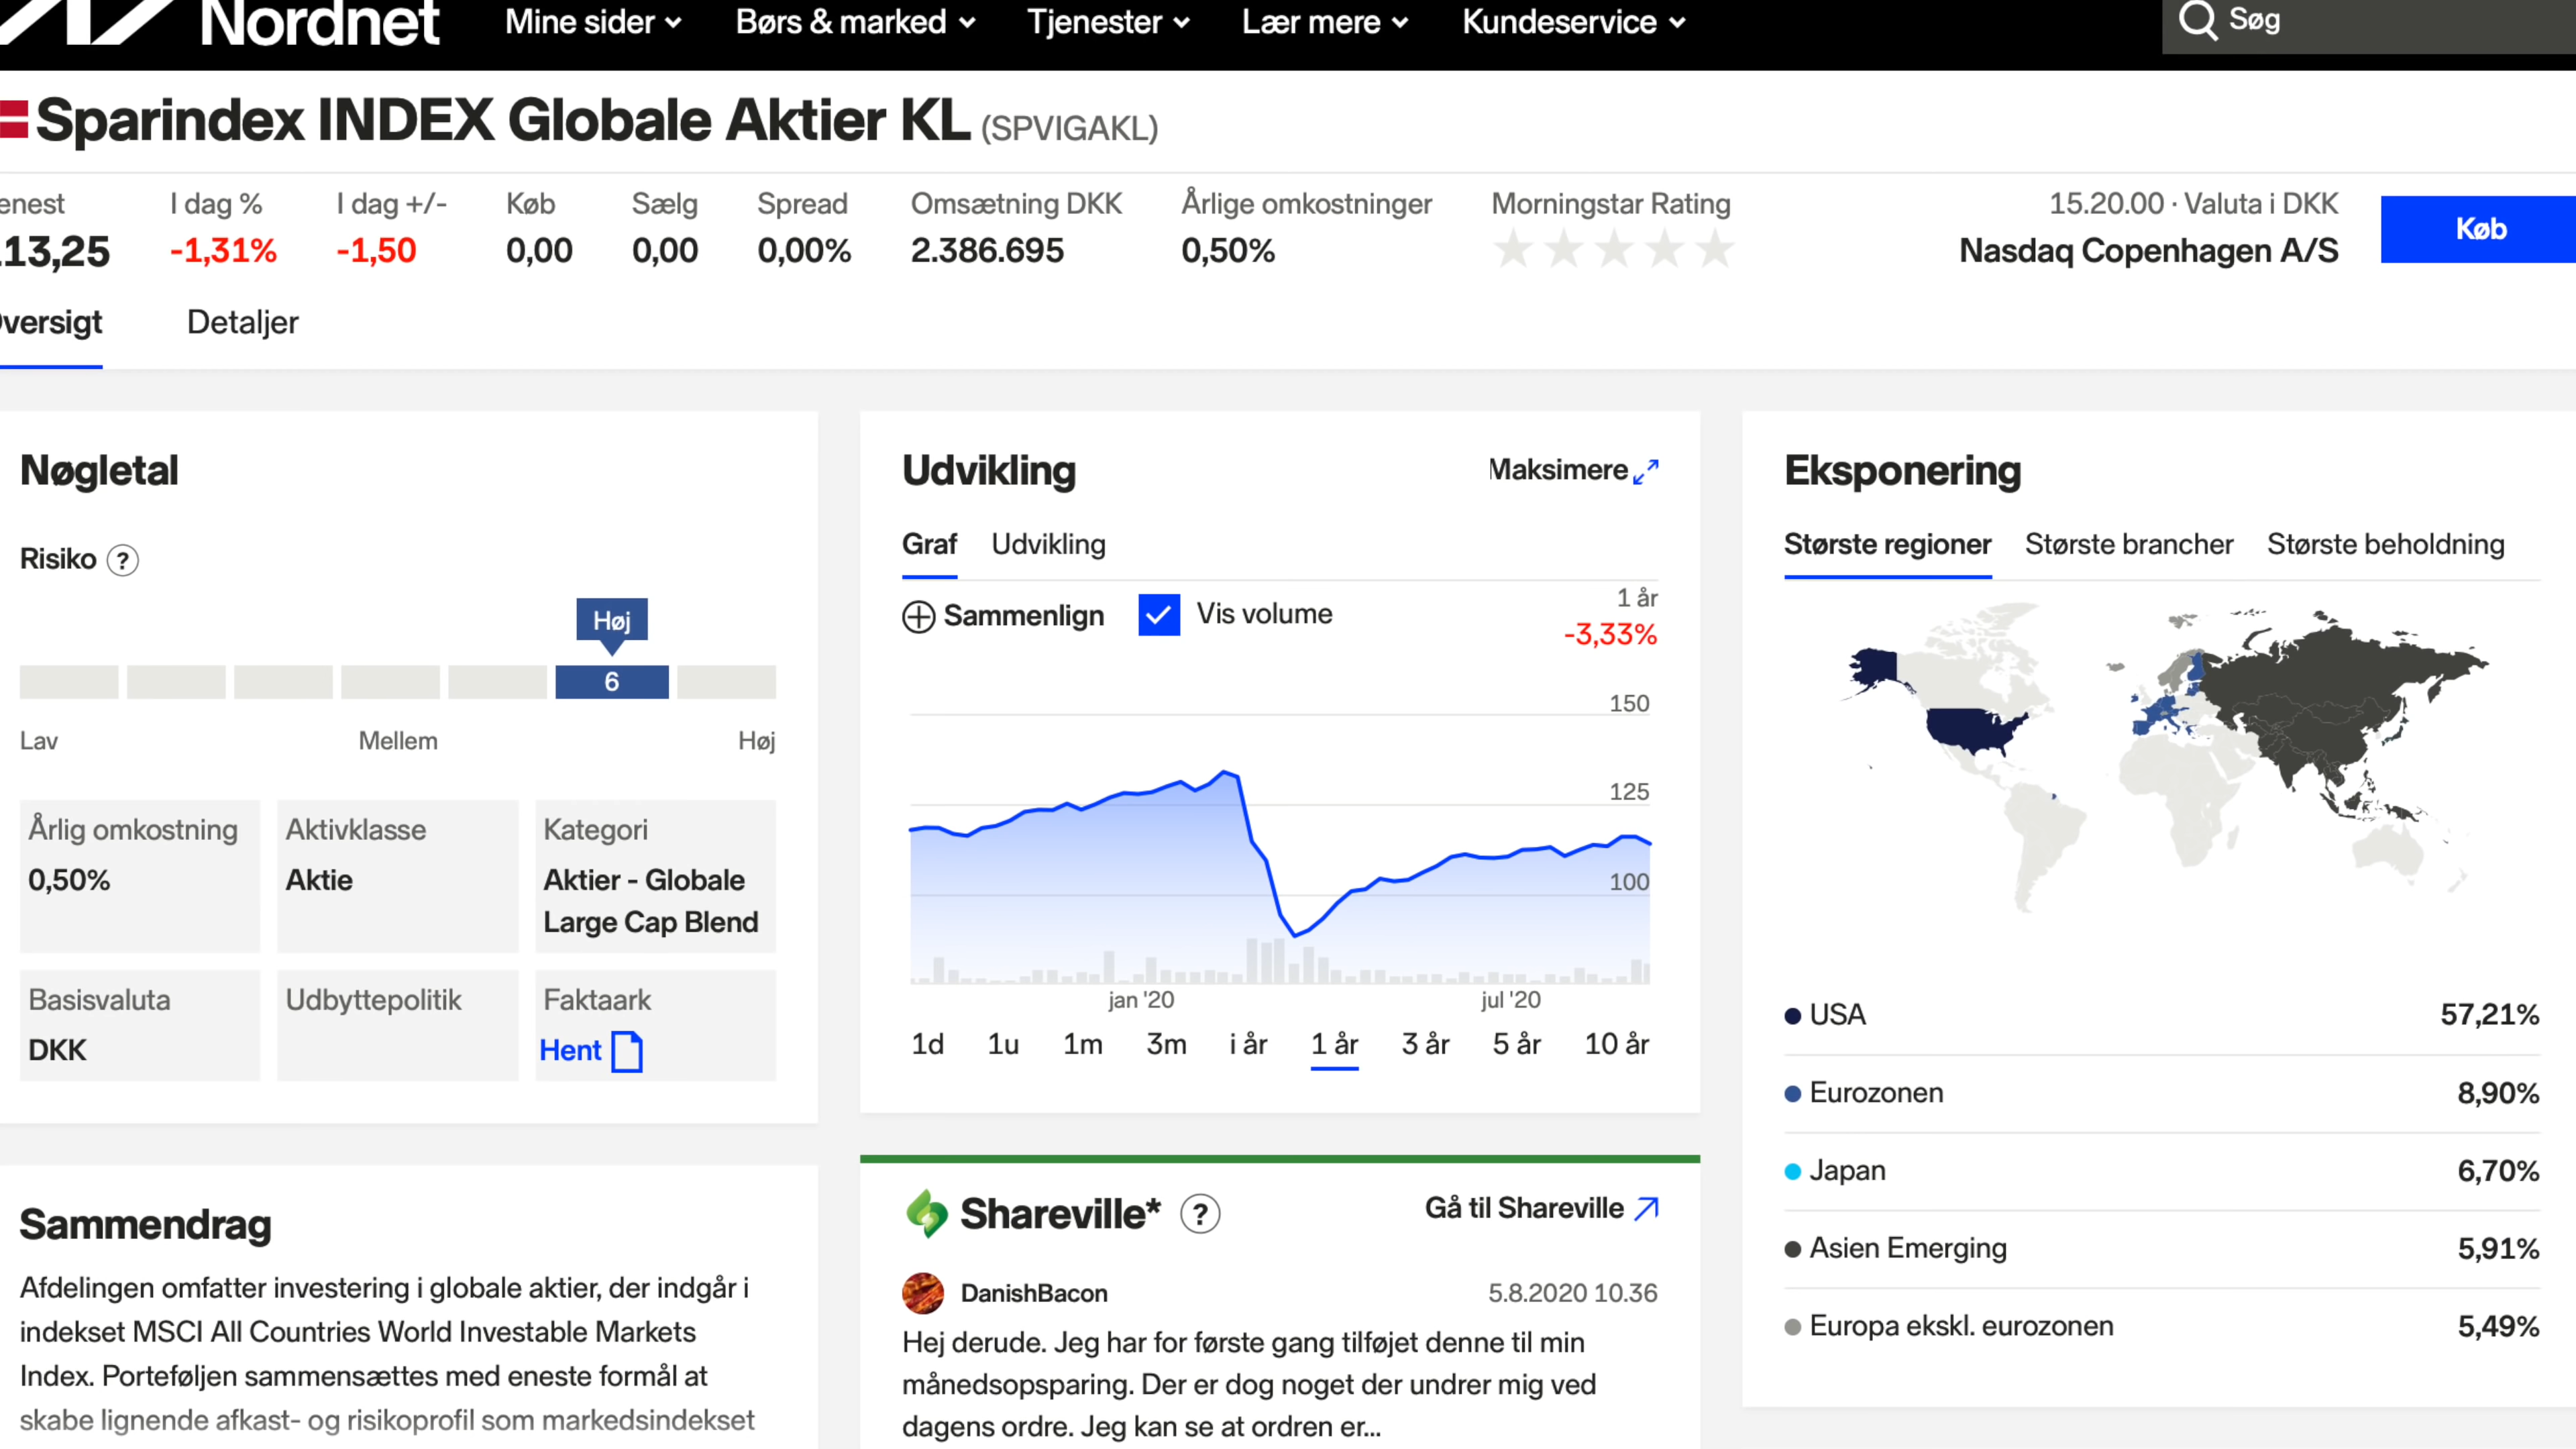 Nordnet
Mine sider
Børs & marked
Tjenester
Lær mere
Kundeservice
Søg
Sparindex INDEX Globale Aktier KL (SPVIGAKL)
enest
I dag %
I dag +/-
Køb
Sælg
Spread
Omsætning DKK
Årlige omkostninger
Morningstar Rating
15.20.00 · Valuta i DKK
13,25
-1,31%
-1,50
0,00
0,00
0,00%
2.386.695
0,50%
Nasdaq Copenhagen A/S
Køb
versigt
Detaljer
Nøgletal
Risiko ?
Høj
6
Lav
Mellem
Høj
Årlig omkostning
0,50%
Aktivklasse
Aktie
Kategori
Aktier - Globale
Large Cap Blend
Basisvaluta
DKK
Udbyttepolitik
Faktaark
Hent
Sammendrag
Afdelingen omfatter investering i globale aktier, der indgår i
indekset MSCI All Countries World Investable Markets
Index. Porteføljen sammensættes med eneste formål at
skabe lignende afkast- og risikoprofil som markedsindekset
Udvikling
Maksimere
Graf
Udvikling
Sammenlign
Vis volume
1 år
-3,33%
150
125
100
jan '20
jul '20
1d
1u
1m
3m
i år
1 år
3 år
5 år
10 år
Shareville* ?
Gå til Shareville
DanishBacon
5.8.2020 10.36
Hej derude. Jeg har for første gang tilføjet denne til min
månedsopsparing. Der er dog noget der undrer mig ved
dagens ordre. Jeg kan se at ordren er...
Eksponering
Største regioner
Største brancher
Største beholdning
USA 57,21%
Eurozonen 8,90%
Japan 6,70%
Asien Emerging 5,91%
Europa ekskl. eurozonen 5,49%